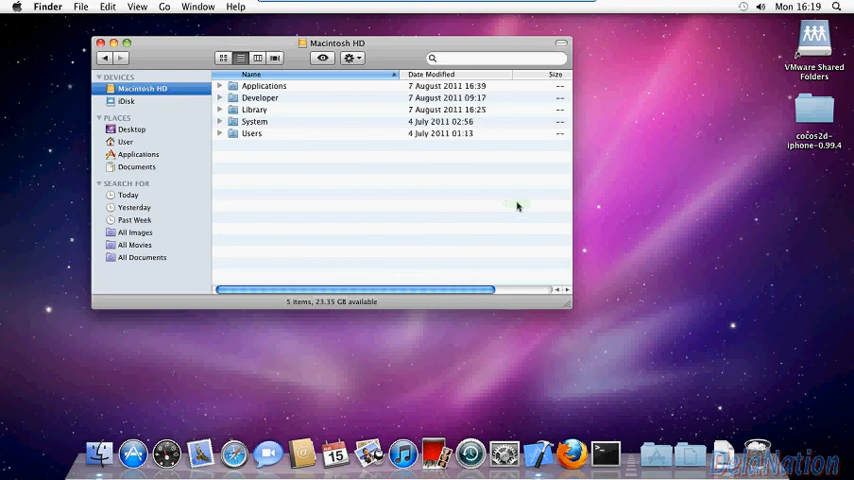 Finder File Edit View Go Window Help Mon 16:19
Macintosh HD
Name Date Modified Size
DEVICES
Macintosh HD
iDisk
PLACES
Desktop
User
Applications
Documents
SEARCH FOR
Today
Yesterday
Past Week
All Images
All Movies
All Documents
Applications 7 August 2011 16:39 --
Developer 7 August 2011 09:17 --
Library 7 August 2011 16:25 --
System 4 July 2011 02:56 --
Users 4 July 2011 01:13 --
5 items, 23.35 GB available
VMware Shared
Folders
cocos2d-
iphone-0.99.4
15
DelaNation